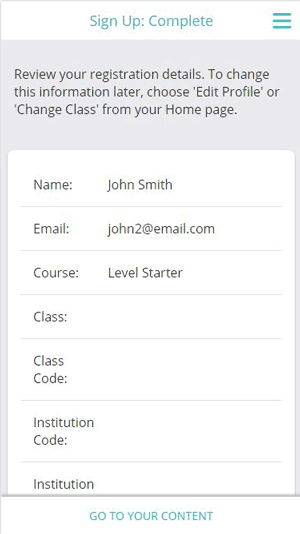 Sign Up: Complete
Review your registration details. To change
this information later, choose 'Edit Profile' or
'Change Class' from your Home page.
Name: John Smith
Email: john2@email.com
Course: Level Starter
Class:
Class
Code:
Institution
Code:
Institution
GO TO YOUR CONTENT